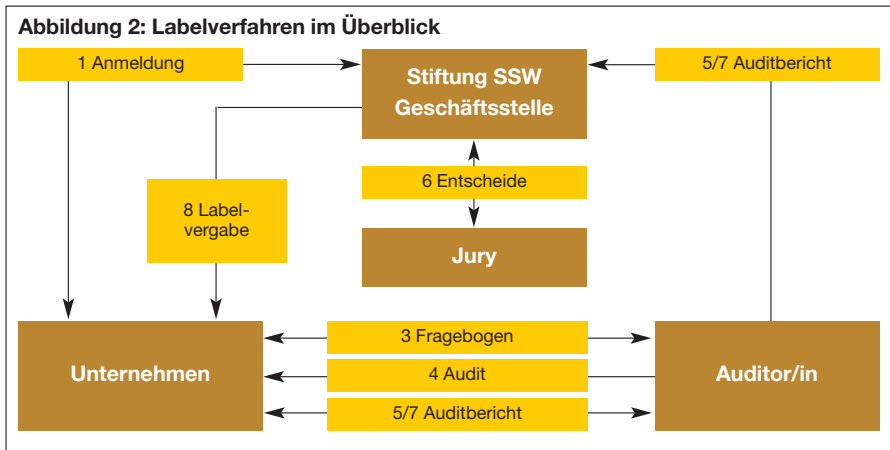 Abbildung 2: Labelverfahren im Überblick
1 Anmeldung
Stiftung SSW
Geschäftsstelle
5/7 Auditbericht
6 Entscheide
8 Label-
vergabe
Jury
Unternehmen
3 Fragebogen
4 Audit
5/7 Auditbericht
Auditor/in